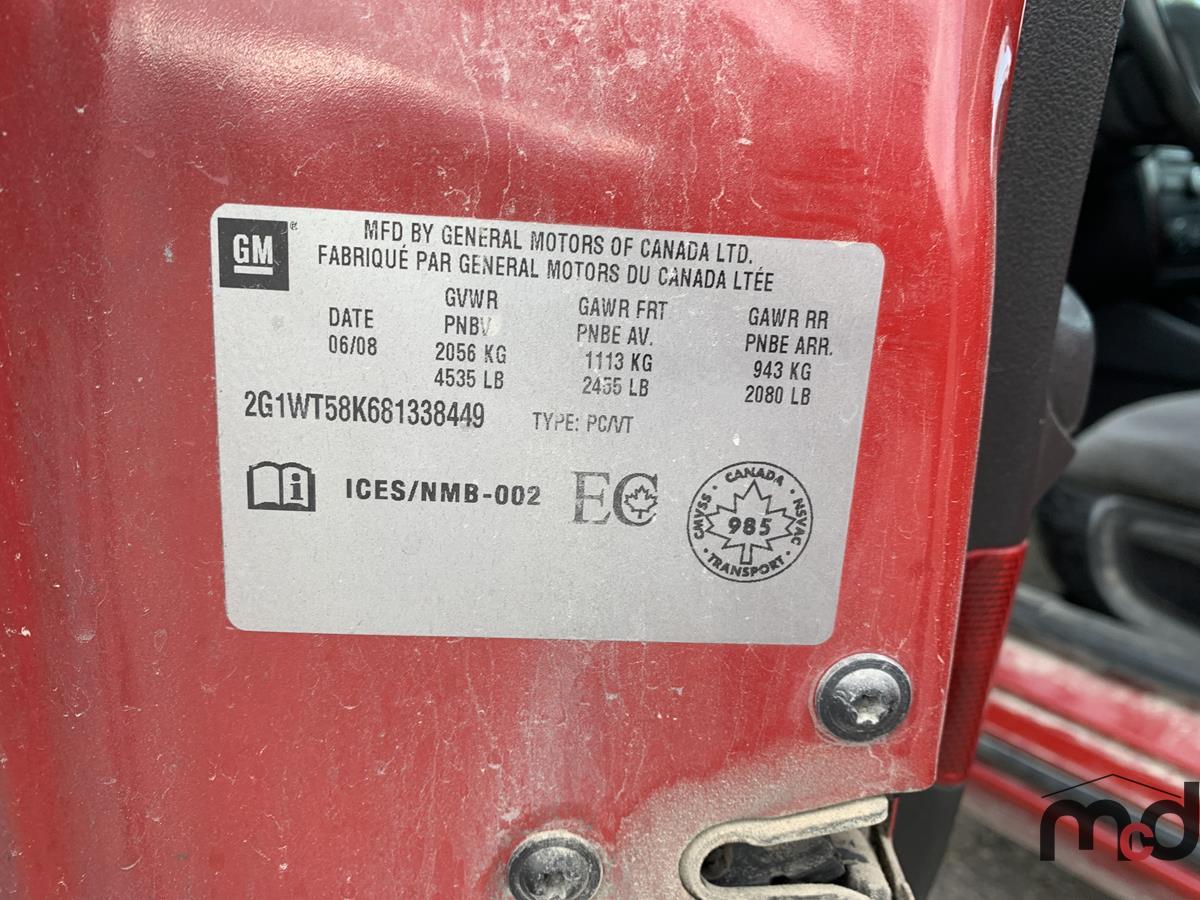 GM ®
MFD BY GENERAL MOTORS OF CANADA LTD.
FABRIQUÉ PAR GENERAL MOTORS DU CANADA LTÉE
DATE
06/08
GVWR
PNBV
2056 KG
4535 LB
GAWR FRT
PNBE AV.
1113 KG
2455 LB
GAWR RR
PNBE ARR.
943 KG
2080 LB
2G1WT58K681338449 TYPE: PC/VT
i ICES/NMB-002 EC
CANADA
CMVSS · 985 · NSVAC
TRANSPORT
mcd